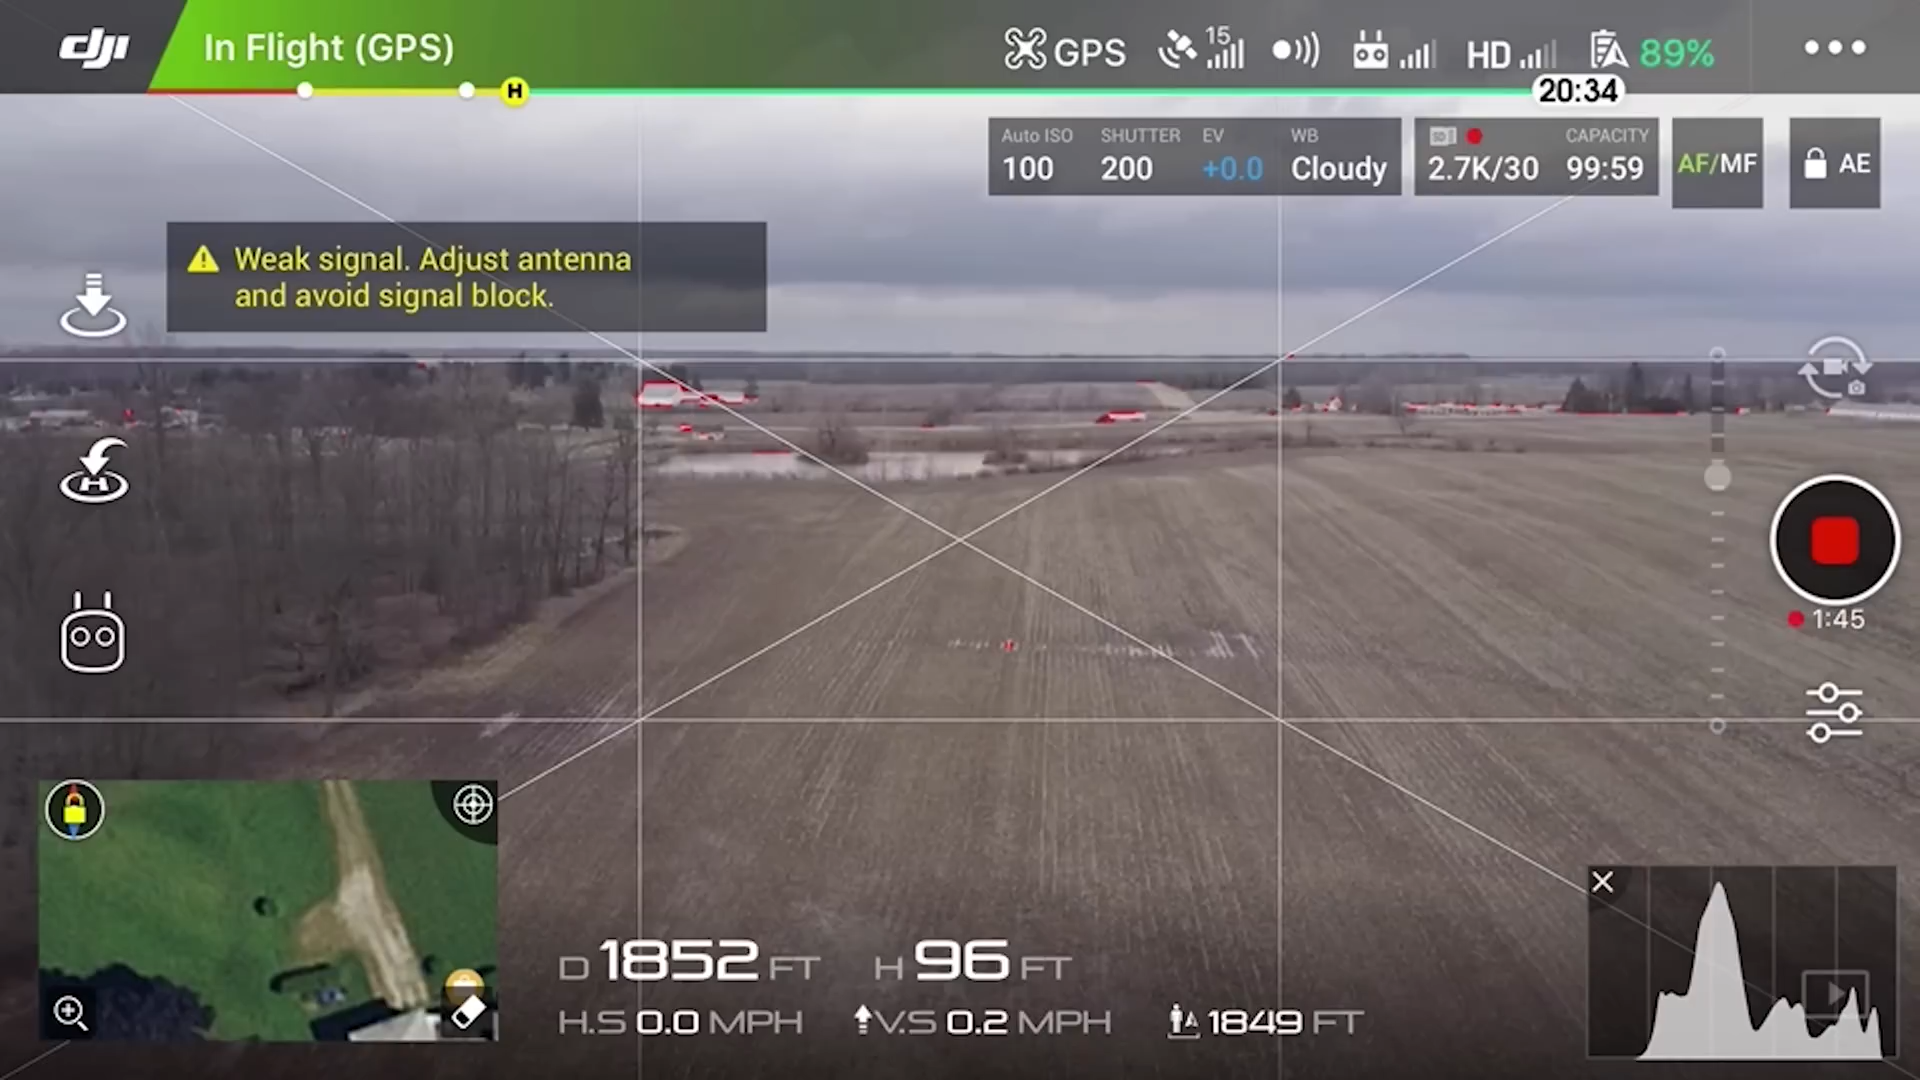 dji In Flight (GPS) GPS 15 HD 89%
H 20:34
Auto ISO SHUTTER EV WB CAPACITY
100 200 +0.0 Cloudy 2.7K/30 99:59 AF/MF AE
Weak signal. Adjust antenna
and avoid signal block.
H
1:45
D 1852 FT H 96 FT
H.S 0.0 MPH V.S 0.2 MPH 1849 FT